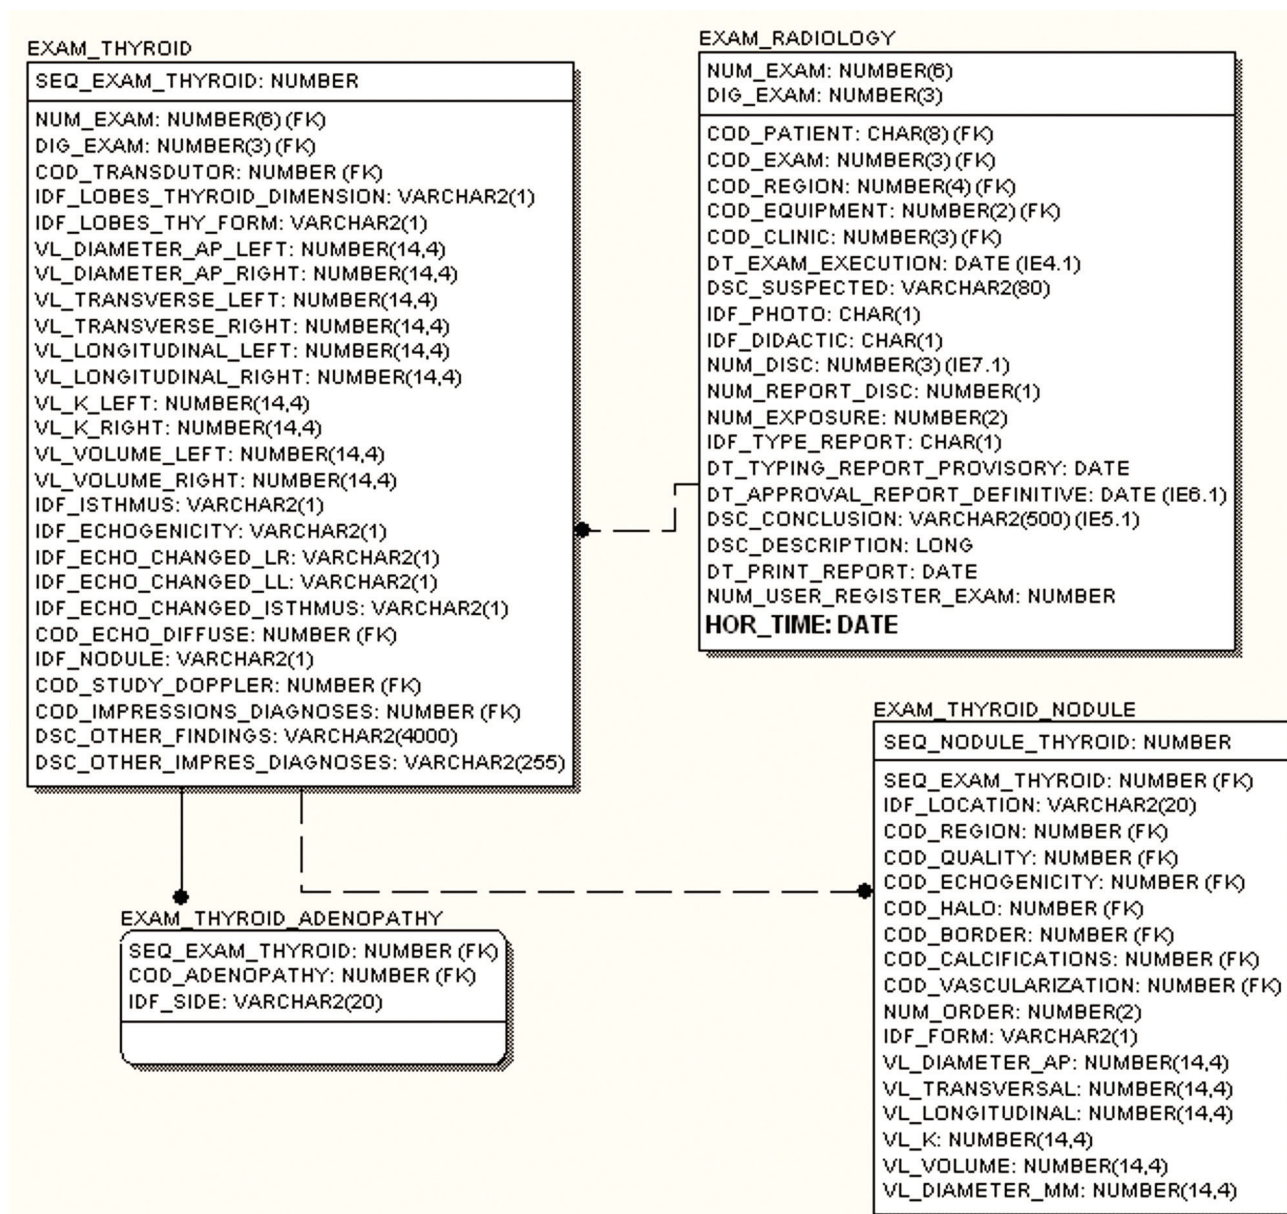 EXAM_THYROID
SEQ_EXAM_THYROID: NUMBER
NUM_EXAM: NUMBER(6) (FK)
DIG_EXAM: NUMBER(3) (FK)
COD_TRANSDUTOR: NUMBER (FK)
IDF_LOBES_THYROID_DIMENSION: VARCHAR2(1)
IDF_LOBES_THY_FORM: VARCHAR2(1)
VL_DIAMETER_AP_LEFT: NUMBER(14,4)
VL_DIAMETER_AP_RIGHT: NUMBER(14,4)
VL_TRANSVERSE_LEFT: NUMBER(14,4)
VL_TRANSVERSE_RIGHT: NUMBER(14,4)
VL_LONGITUDINAL_LEFT: NUMBER(14,4)
VL_LONGITUDINAL_RIGHT: NUMBER(14,4)
VL_K_LEFT: NUMBER(14,4)
VL_K_RIGHT: NUMBER(14,4)
VL_VOLUME_LEFT: NUMBER(14,4)
VL_VOLUME_RIGHT: NUMBER(14,4)
IDF_ISTHMUS: VARCHAR2(1)
IDF_ECHOGENICITY: VARCHAR2(1)
IDF_ECHO_CHANGED_LR: VARCHAR2(1)
IDF_ECHO_CHANGED_LL: VARCHAR2(1)
IDF_ECHO_CHANGED_ISTHMUS: VARCHAR2(1)
COD_ECHO_DIFFUSE: NUMBER (FK)
IDF_NODULE: VARCHAR2(1)
COD_STUDY_DOPPLER: NUMBER (FK)
COD_IMPRESSIONS_DIAGNOSES: NUMBER (FK)
DSC_OTHER_FINDINGS: VARCHAR2(4000)
DSC_OTHER_IMPRES_DIAGNOSES: VARCHAR2(255)
EXAM_RADIOLOGY
NUM_EXAM: NUMBER(6)
DIG_EXAM: NUMBER(3)
COD_PATIENT: CHAR(8) (FK)
COD_EXAM: NUMBER(3) (FK)
COD_REGION: NUMBER(4) (FK)
COD_EQUIPMENT: NUMBER(2) (FK)
COD_CLINIC: NUMBER(3) (FK)
DT_EXAM_EXECUTION: DATE (IE4.1)
DSC_SUSPECTED: VARCHAR2(80)
IDF_PHOTO: CHAR(1)
IDF_DIDACTIC: CHAR(1)
NUM_DISC: NUMBER(3) (IE7.1)
NUM_REPORT_DISC: NUMBER(1)
NUM_EXPOSURE: NUMBER(2)
IDF_TYPE_REPORT: CHAR(1)
DT_TYPING_REPORT_PROVISORY: DATE
DT_APPROVAL_REPORT_DEFINITIVE: DATE (IE6.1)
DSC_CONCLUSION: VARCHAR2(500) (IE5.1)
DSC_DESCRIPTION: LONG
DT_PRINT_REPORT: DATE
NUM_USER_REGISTER_EXAM: NUMBER
HOR_TIME: DATE
EXAM_THYROID_ADENOPATHY
SEQ_EXAM_THYROID: NUMBER (FK)
COD_ADENOPATHY: NUMBER (FK)
IDF_SIDE: VARCHAR2(20)
EXAM_THYROID_NODULE
SEQ_NODULE_THYROID: NUMBER
SEQ_EXAM_THYROID: NUMBER (FK)
IDF_LOCATION: VARCHAR2(20)
COD_REGION: NUMBER (FK)
COD_QUALITY: NUMBER (FK)
COD_ECHOGENICITY: NUMBER (FK)
COD_HALO: NUMBER (FK)
COD_BORDER: NUMBER (FK)
COD_CALCIFICATIONS: NUMBER (FK)
COD_VASCULARIZATION: NUMBER (FK)
NUM_ORDER: NUMBER(2)
IDF_FORM: VARCHAR2(1)
VL_DIAMETER_AP: NUMBER(14,4)
VL_TRANSVERSAL: NUMBER(14,4)
VL_LONGITUDINAL: NUMBER(14,4)
VL_K: NUMBER(14,4)
VL_VOLUME: NUMBER(14,4)
VL_DIAMETER_MM: NUMBER(14,4)